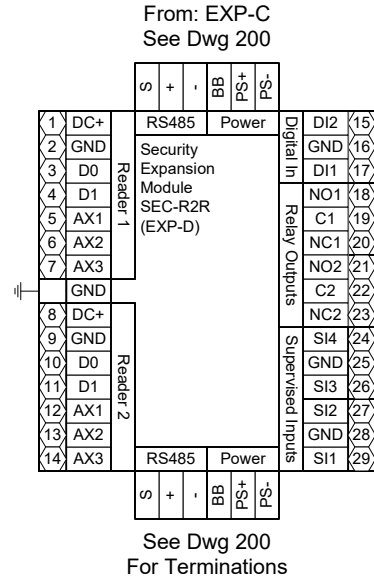 From: EXP-C
See Dwg 200
S + - BB PS+ PS-
RS485 Power
Security
Expansion
Module
SEC-R2R
(EXP-D)
Reader 1
1 DC+
2 GND
3 D0
4 D1
5 AX1
6 AX2
7 AX3
GND
Reader 2
8 DC+
9 GND
10 D0
11 D1
12 AX1
13 AX2
14 AX3
Digital In
DI2 15
GND 16
DI1 17
Relay Outputs
NO1 18
C1 19
NC1 20
NO2 21
C2 22
NC2 23
Supervised Inputs
SI4 24
GND 25
SI3 26
SI2 27
GND 28
SI1 29
RS485 Power
S + - BB PS+ PS-
See Dwg 200
For Terminations